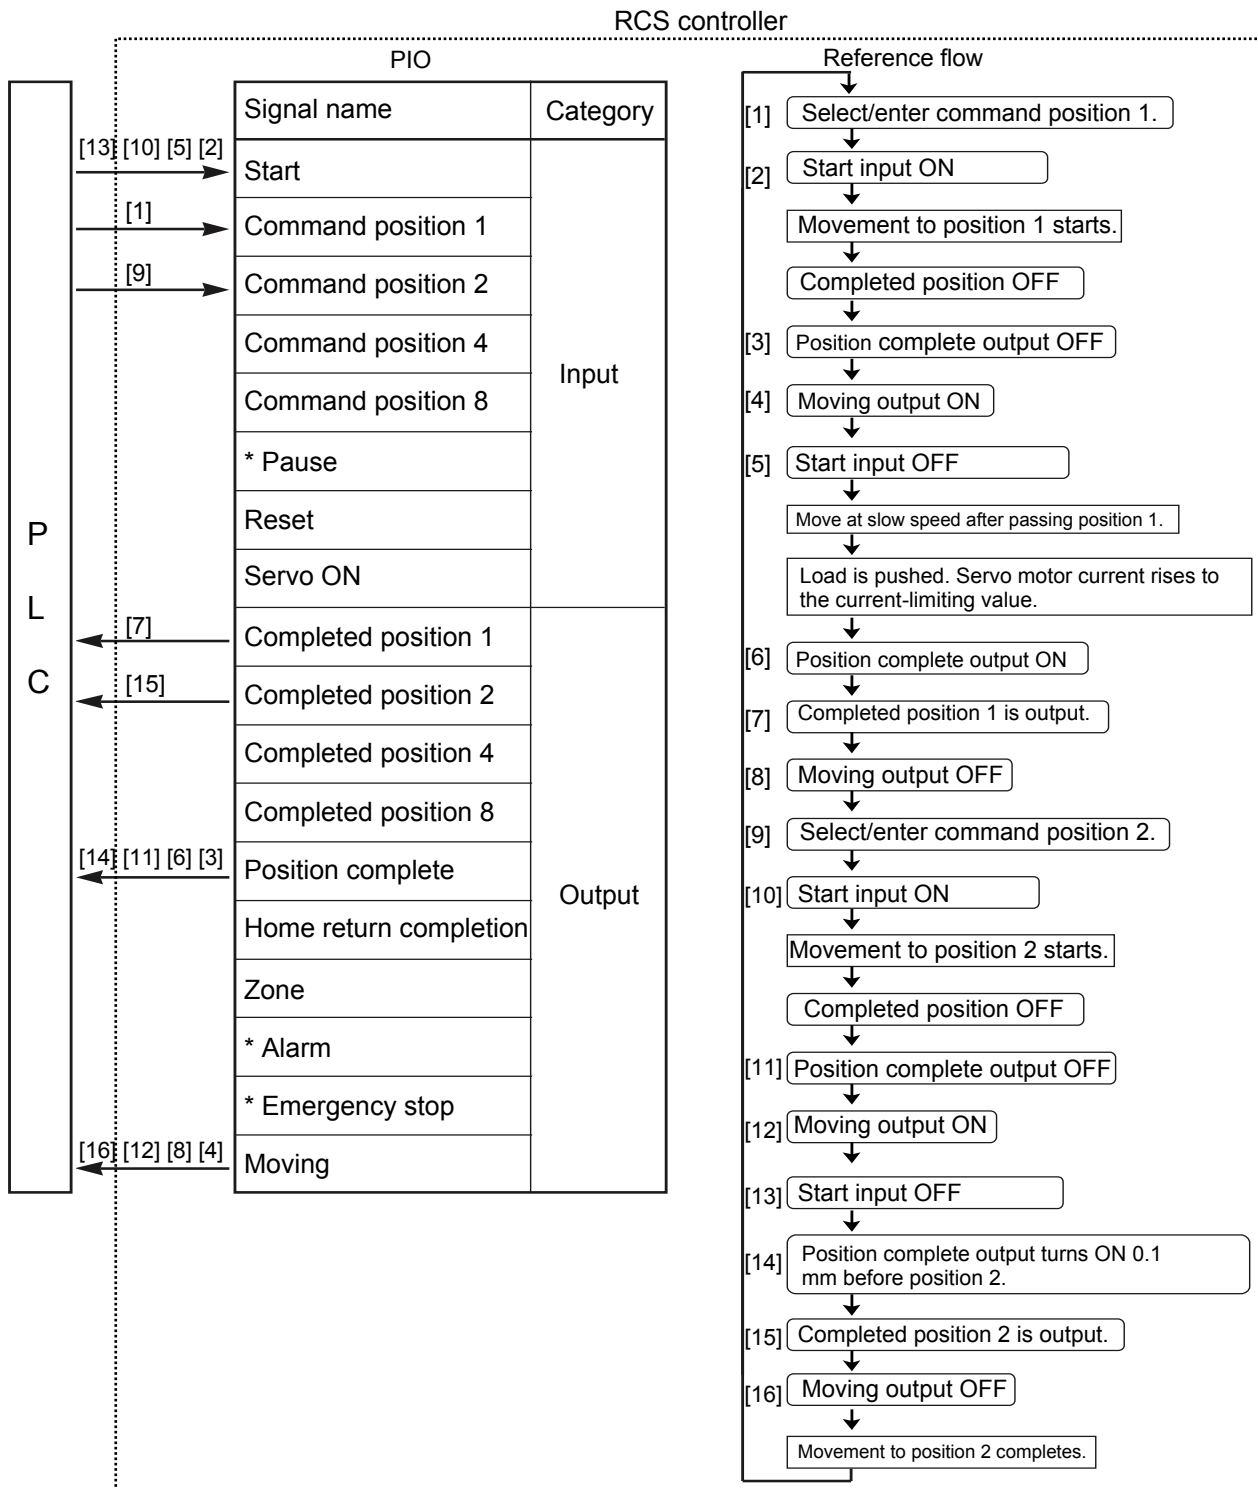 RCS controller
PIO
Signal name
Category
[13] [10] [5] [2]
Start
[1]
Command position 1
[9]
Command position 2
Command position 4
Command position 8
Input
* Pause
Reset
Servo ON
P
L
C
[7]
Completed position 1
[15]
Completed position 2
Completed position 4
Completed position 8
[14] [11] [6] [3]
Position complete
Output
Home return completion
Zone
* Alarm
* Emergency stop
[16] [12] [8] [4]
Moving
Reference flow
[1] Select/enter command position 1.
[2] Start input ON
Movement to position 1 starts.
Completed position OFF
[3] Position complete output OFF
[4] Moving output ON
[5] Start input OFF
Move at slow speed after passing position 1.
Load is pushed. Servo motor current rises to
the current-limiting value.
[6] Position complete output ON
[7] Completed position 1 is output.
[8] Moving output OFF
[9] Select/enter command position 2.
[10] Start input ON
Movement to position 2 starts.
Completed position OFF
[11] Position complete output OFF
[12] Moving output ON
[13] Start input OFF
[14] Position complete output turns ON 0.1
mm before position 2.
[15] Completed position 2 is output.
[16] Moving output OFF
Movement to position 2 completes.